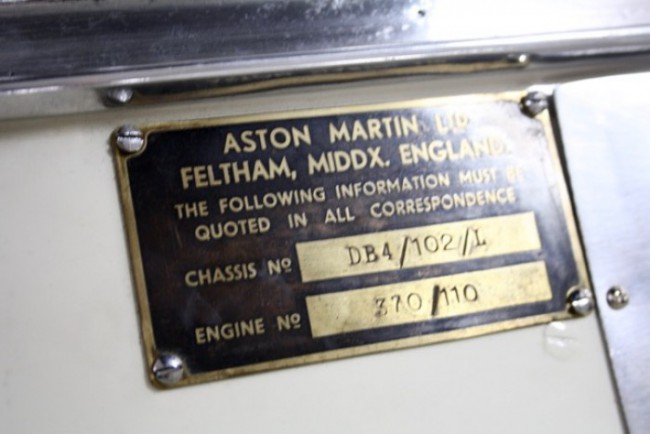 ASTON MARTIN LTD
FELTHAM, MIDDX. ENGLAND.
THE FOLLOWING INFORMATION MUST BE
QUOTED IN ALL CORRESPONDENCE
CHASSIS Nº DB4/102/L
ENGINE Nº 370/110